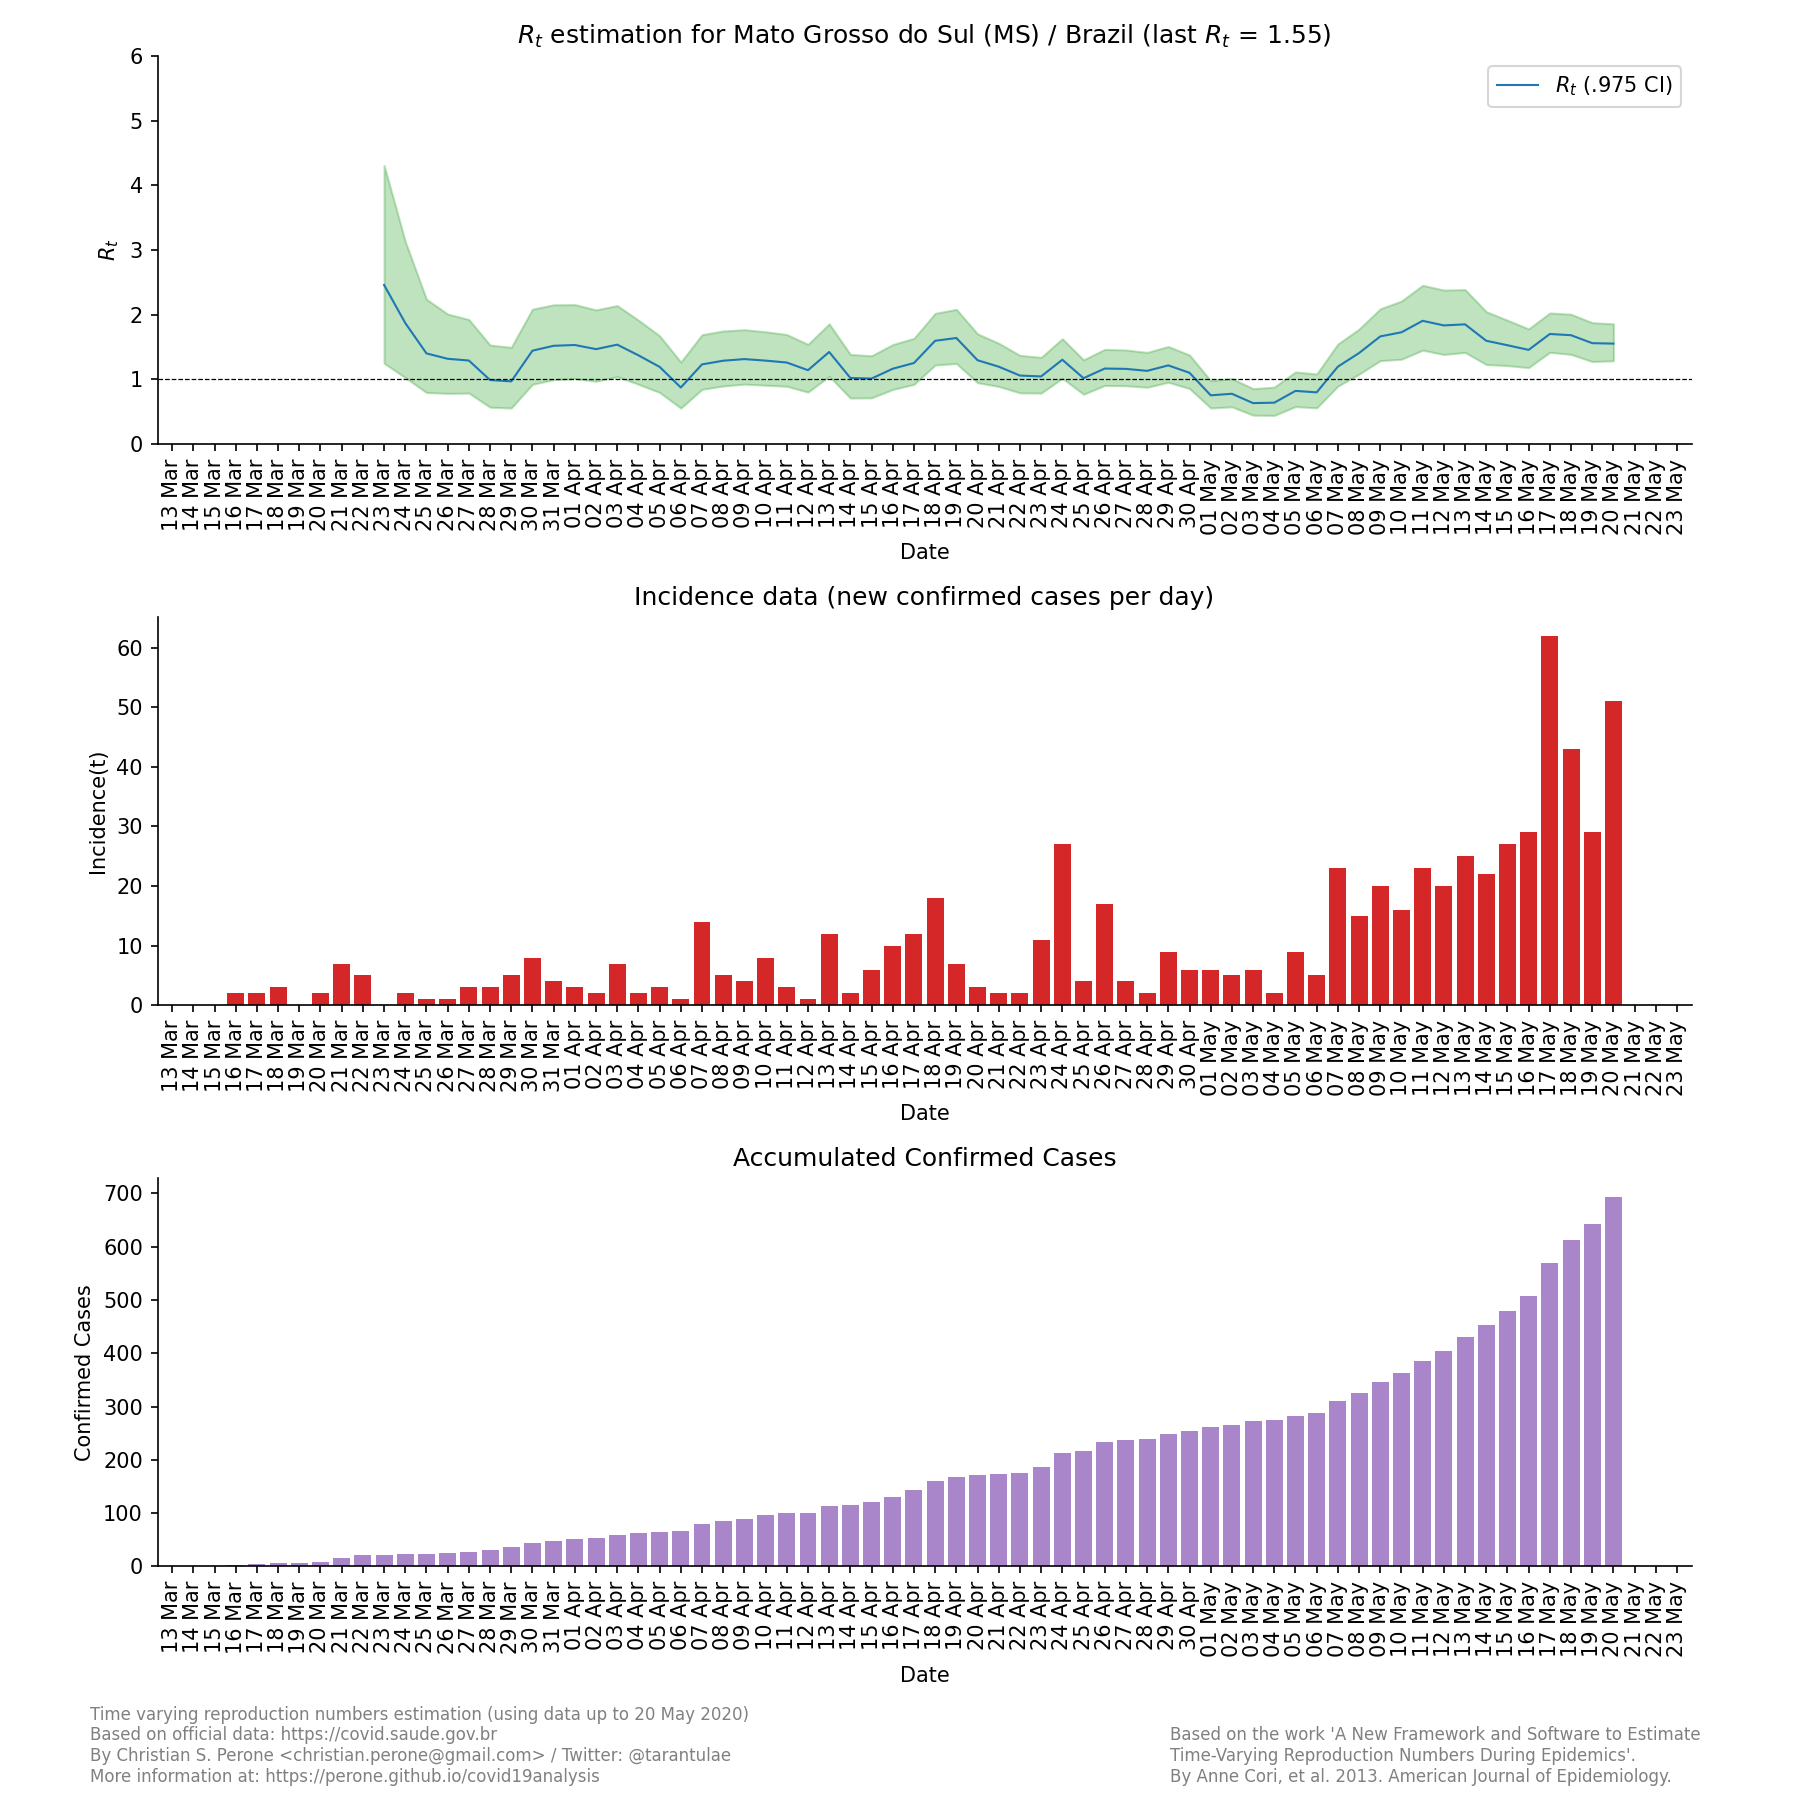 Rt estimation for Mato Grosso do Sul (MS) / Brazil (last Rt = 1.55)
Rt (.975 CI)
Rt
6
5
4
3
2
1
0
13 Mar
14 Mar
15 Mar
16 Mar
17 Mar
18 Mar
19 Mar
20 Mar
21 Mar
22 Mar
23 Mar
24 Mar
25 Mar
26 Mar
27 Mar
28 Mar
29 Mar
30 Mar
31 Mar
01 Apr
02 Apr
03 Apr
04 Apr
05 Apr
06 Apr
07 Apr
08 Apr
09 Apr
10 Apr
11 Apr
12 Apr
13 Apr
14 Apr
15 Apr
16 Apr
17 Apr
18 Apr
19 Apr
20 Apr
21 Apr
22 Apr
23 Apr
24 Apr
25 Apr
26 Apr
27 Apr
28 Apr
29 Apr
30 Apr
01 May
02 May
03 May
04 May
05 May
06 May
07 May
08 May
09 May
10 May
11 May
12 May
13 May
14 May
15 May
16 May
17 May
18 May
19 May
20 May
21 May
22 May
23 May
Date
Incidence data (new confirmed cases per day)
Incidence(t)
60
50
40
30
20
10
0
13 Mar
14 Mar
15 Mar
16 Mar
17 Mar
18 Mar
19 Mar
20 Mar
21 Mar
22 Mar
23 Mar
24 Mar
25 Mar
26 Mar
27 Mar
28 Mar
29 Mar
30 Mar
31 Mar
01 Apr
02 Apr
03 Apr
04 Apr
05 Apr
06 Apr
07 Apr
08 Apr
09 Apr
10 Apr
11 Apr
12 Apr
13 Apr
14 Apr
15 Apr
16 Apr
17 Apr
18 Apr
19 Apr
20 Apr
21 Apr
22 Apr
23 Apr
24 Apr
25 Apr
26 Apr
27 Apr
28 Apr
29 Apr
30 Apr
01 May
02 May
03 May
04 May
05 May
06 May
07 May
08 May
09 May
10 May
11 May
12 May
13 May
14 May
15 May
16 May
17 May
18 May
19 May
20 May
21 May
22 May
23 May
Date
Accumulated Confirmed Cases
Confirmed Cases
700
600
500
400
300
200
100
0
13 Mar
14 Mar
15 Mar
16 Mar
17 Mar
18 Mar
19 Mar
20 Mar
21 Mar
22 Mar
23 Mar
24 Mar
25 Mar
26 Mar
27 Mar
28 Mar
29 Mar
30 Mar
31 Mar
01 Apr
02 Apr
03 Apr
04 Apr
05 Apr
06 Apr
07 Apr
08 Apr
09 Apr
10 Apr
11 Apr
12 Apr
13 Apr
14 Apr
15 Apr
16 Apr
17 Apr
18 Apr
19 Apr
20 Apr
21 Apr
22 Apr
23 Apr
24 Apr
25 Apr
26 Apr
27 Apr
28 Apr
29 Apr
30 Apr
01 May
02 May
03 May
04 May
05 May
06 May
07 May
08 May
09 May
10 May
11 May
12 May
13 May
14 May
15 May
16 May
17 May
18 May
19 May
20 May
21 May
22 May
23 May
Date
Time varying reproduction numbers estimation (using data up to 20 May 2020)
Based on official data: https://covid.saude.gov.br
By Christian S. Perone <christian.perone@gmail.com> / Twitter: @tarantulae
More information at: https://perone.github.io/covid19analysis
Based on the work 'A New Framework and Software to Estimate
Time-Varying Reproduction Numbers During Epidemics'.
By Anne Cori, et al. 2013. American Journal of Epidemiology.